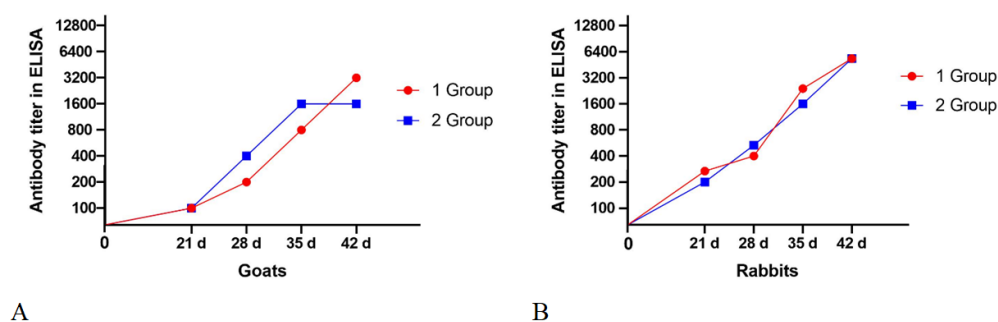 Antibody titer in ELISA
12800
6400
3200
1600
800
400
200
100
0
21 d
28 d
35 d
42 d
Goats
1 Group
2 Group
A
Antibody titer in ELISA
12800
6400
3200
1600
800
400
200
100
0
21 d
28 d
35 d
42 d
Rabbits
1 Group
2 Group
B